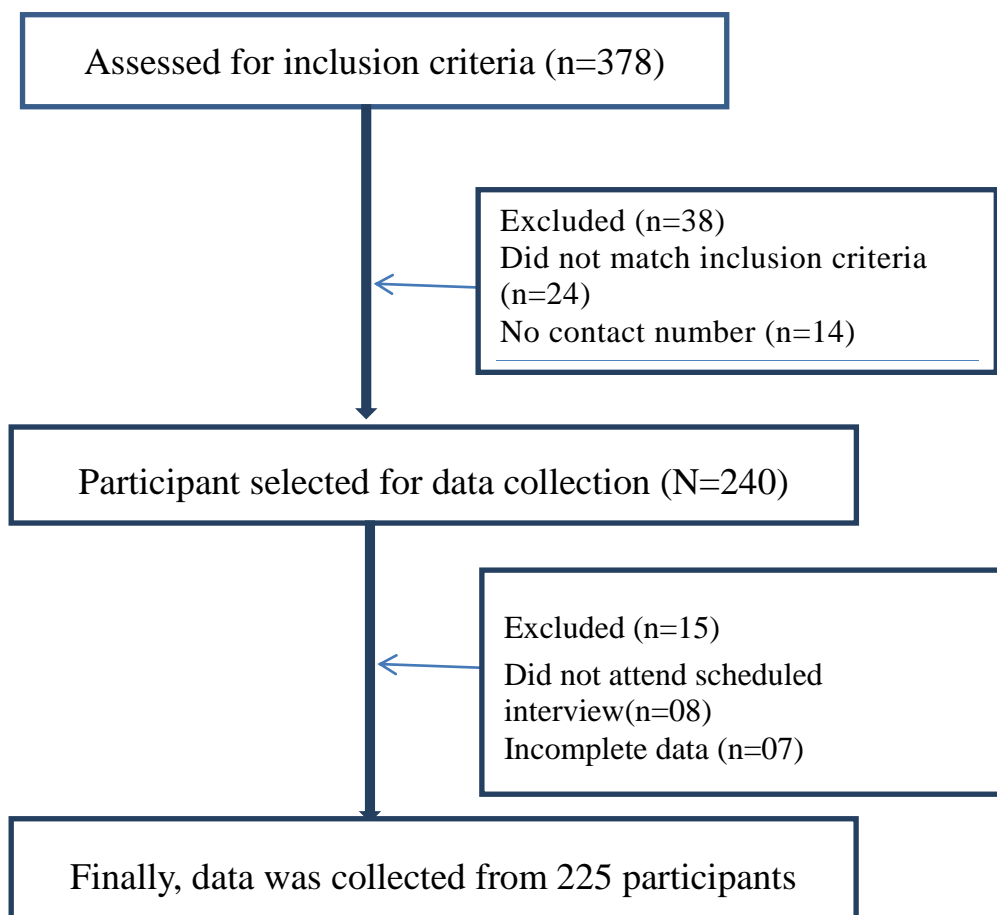 Assessed for inclusion criteria (n=378)
Excluded (n=38)
Did not match inclusion criteria
(n=24)
No contact number (n=14)
Participant selected for data collection (N=240)
Excluded (n=15)
Did not attend scheduled
interview(n=08)
Incomplete data (n=07)
Finally, data was collected from 225 participants